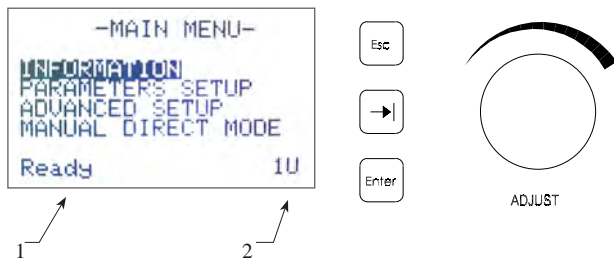 -MAIN MENU-
INFORMATION
PARAMETERS SETUP
ADVANCED SETUP
MANUAL DIRECT MODE
Ready 1U
1 2
Esc
Enter
ADJUST